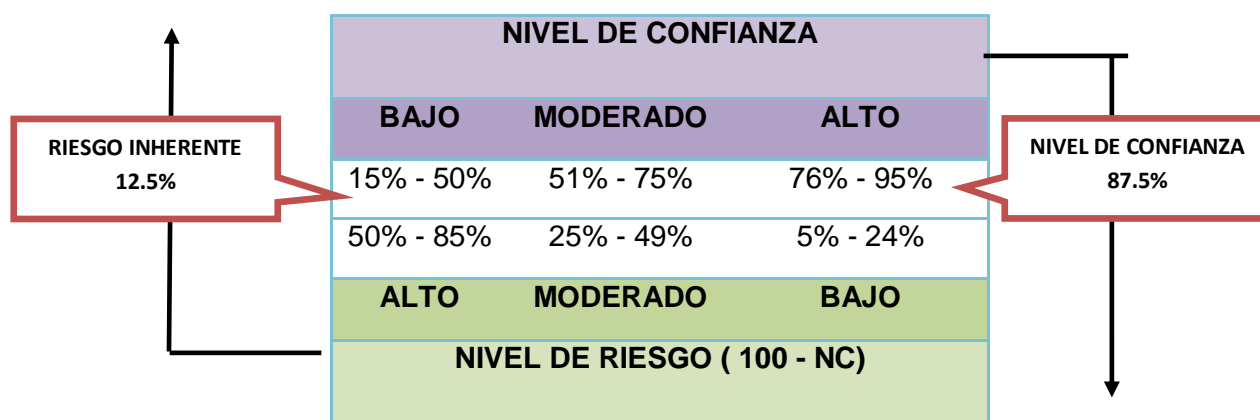 NIVEL DE CONFIANZA
BAJO MODERADO ALTO
RIESGO INHERENTE
12.5%
15% - 50% 51% - 75% 76% - 95%
NIVEL DE CONFIANZA
87.5%
50% - 85% 25% - 49% 5% - 24%
ALTO MODERADO BAJO
NIVEL DE RIESGO ( 100 - NC)